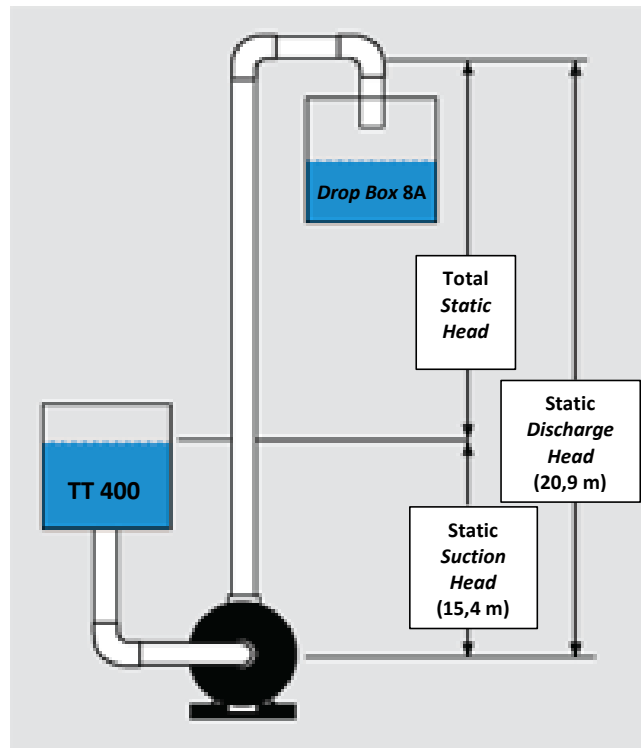 Drop Box 8A
Total
Static
Head
Static
Discharge
Head
(20,9 m)
TT 400
Static
Suction
Head
(15,4 m)